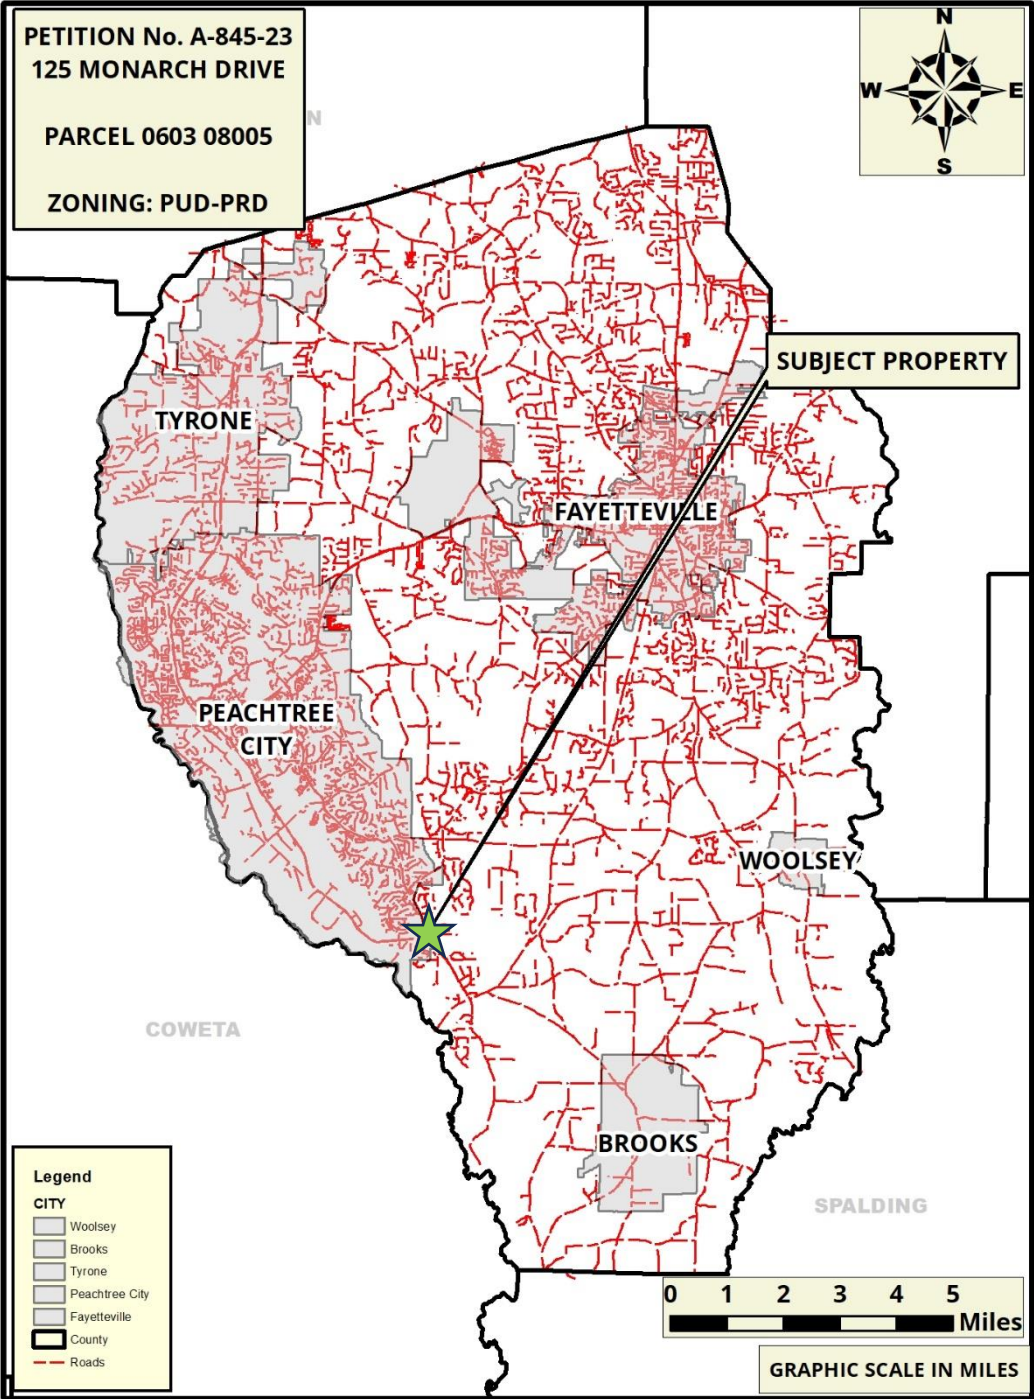 PETITION No. A-845-23
125 MONARCH DRIVE
PARCEL 0603 08005
ZONING: PUD-PRD
N
N
W
E
S
SUBJECT PROPERTY
TYRONE
FAYETTEVILLE
PEACHTREE
CITY
WOOLSEY
COWETA
BROOKS
SPALDING
Legend
CITY
Woolsey
Brooks
Tyrone
Peachtree City
Fayetteville
County
Roads
0 1 2 3 4 5
Miles
GRAPHIC SCALE IN MILES